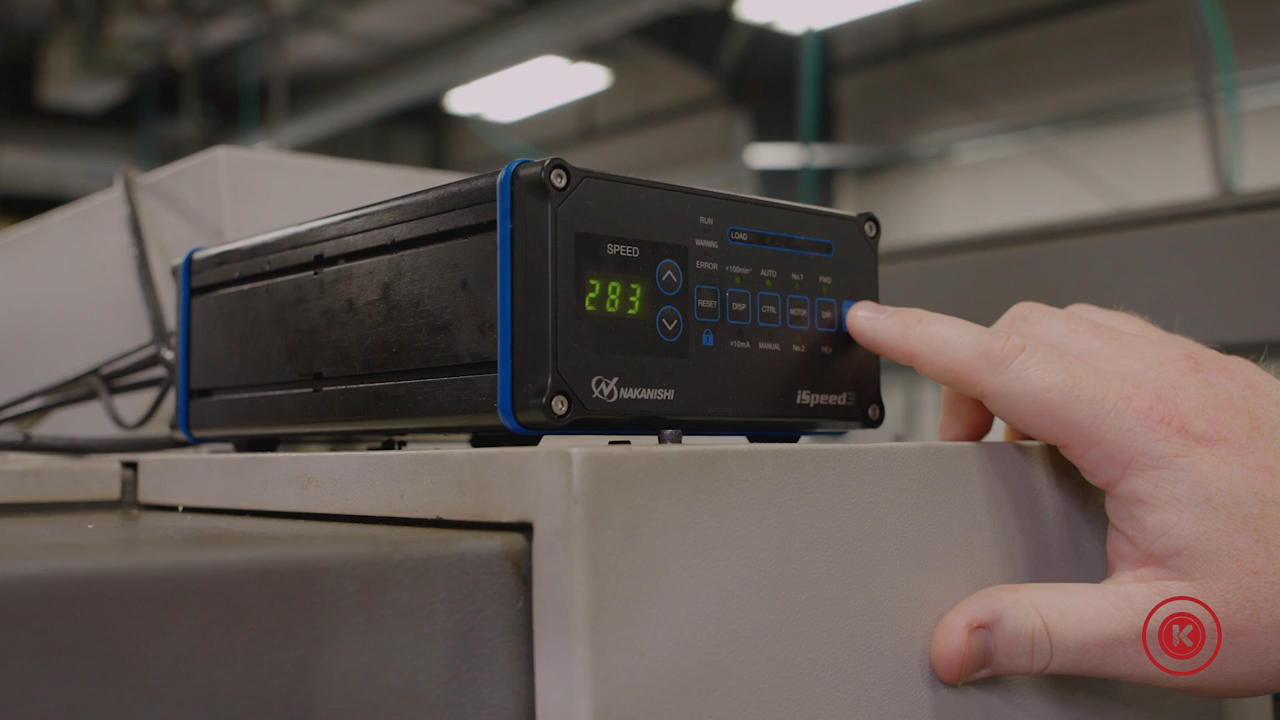 SPEED
283
RUN
WARNING
ERROR
LOAD
×100min⁻¹ AUTO No.1 FWD
RESET DISP CTRL MOTOR DIR
×10mA MANUAL No.2 REV
NAKANISHI
iSpeed3
K